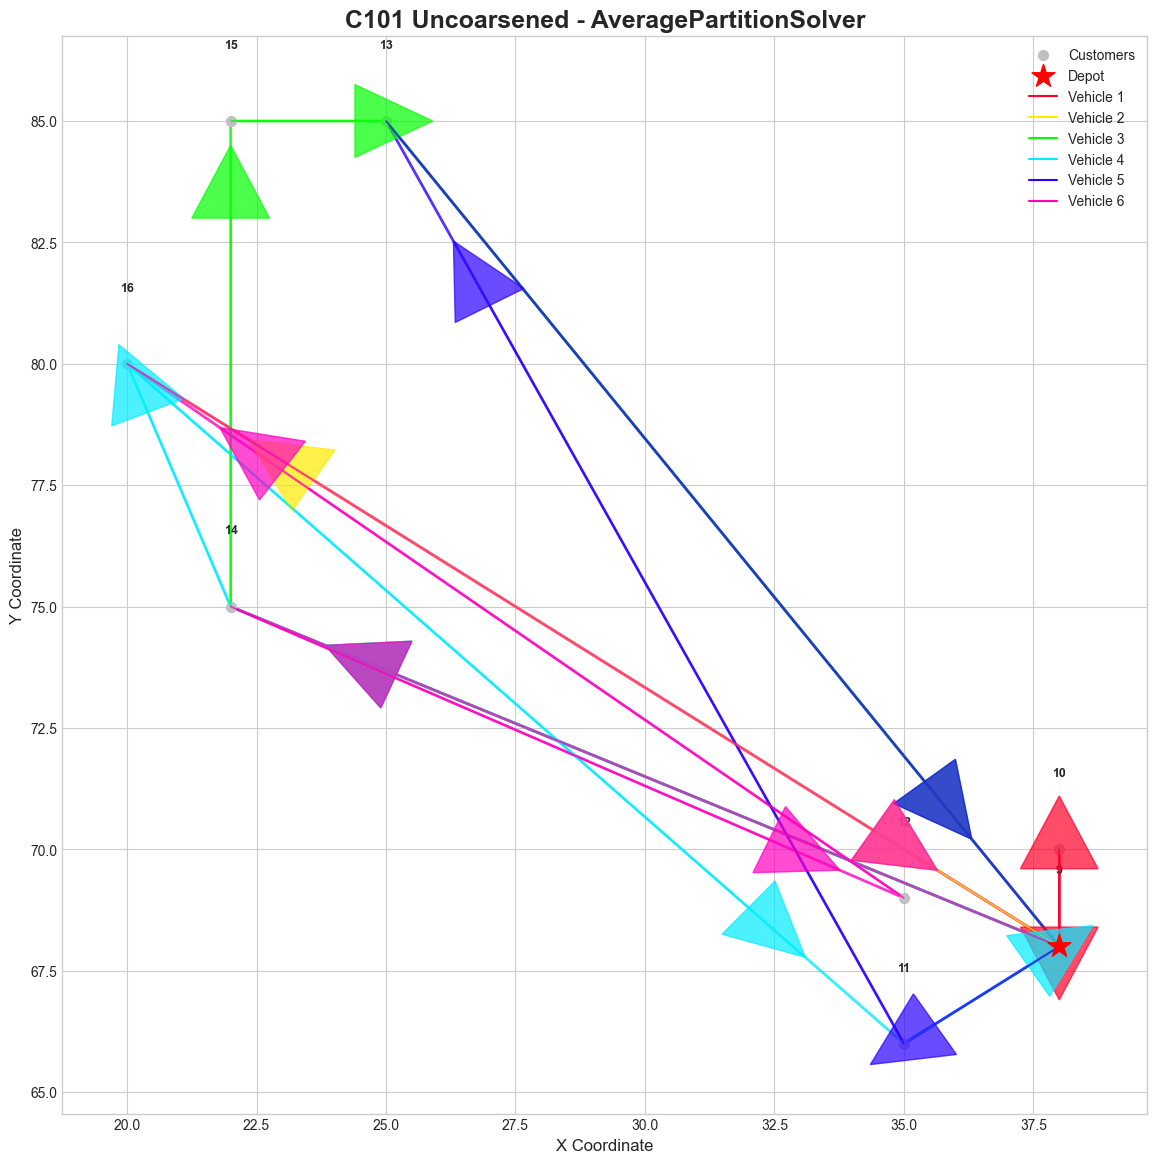 C101 Uncoarsened - AveragePartitionSolver
15
13
Customers
Depot
Vehicle 1
Vehicle 2
Vehicle 3
Vehicle 4
Vehicle 5
Vehicle 6
16
14
10
12
9
11
85.0
82.5
80.0
77.5
75.0
72.5
70.0
67.5
65.0
Y Coordinate
20.0
22.5
25.0
27.5
30.0
32.5
35.0
37.5
X Coordinate